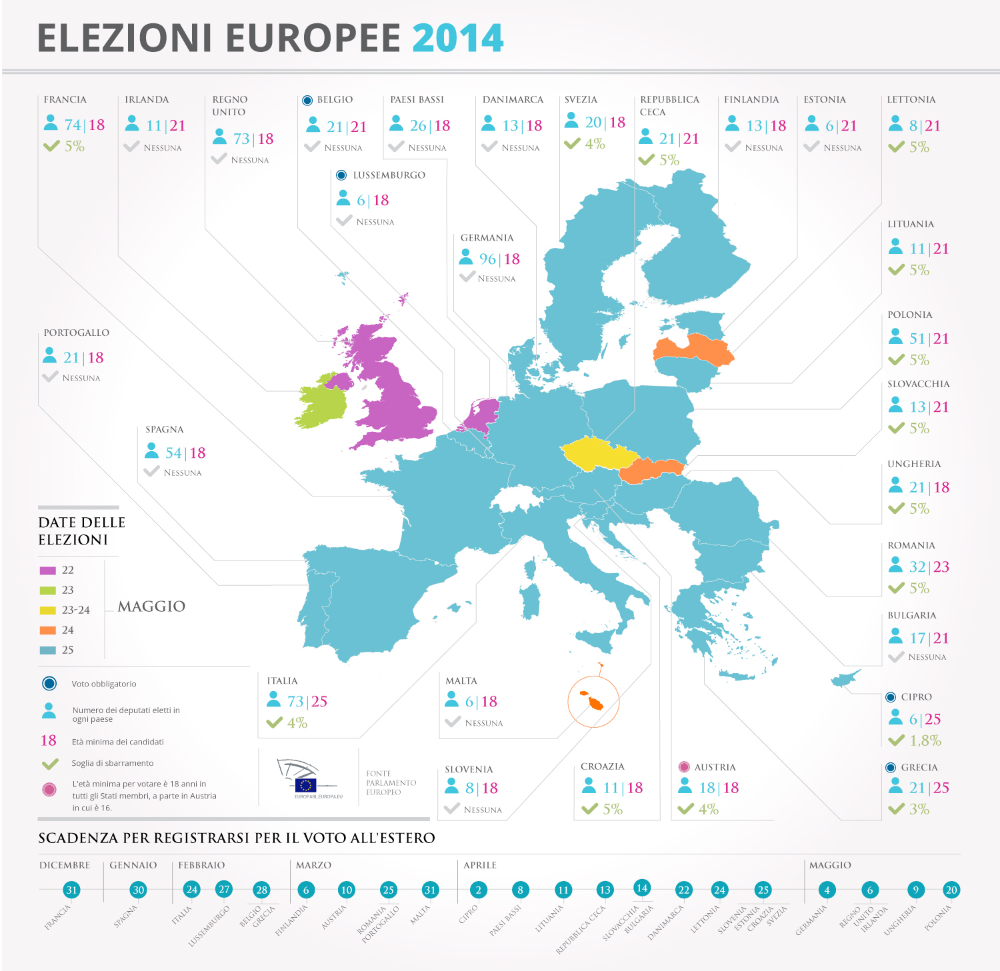 ELEZIONI EUROPEE 2014
FRANCIA
74|18
5%
IRLANDA
11|21
NESSUNA
REGNO
UNITO
73|18
NESSUNA
BELGIO
21|21
NESSUNA
PAESI BASSI
26|18
NESSUNA
DANIMARCA
13|18
NESSUNA
SVEZIA
20|18
4%
REPUBBLICA
CECA
21|21
5%
FINLANDIA
13|18
NESSUNA
ESTONIA
6|21
NESSUNA
LETTONIA
8|21
5%
LUSSEMBURGO
6|18
NESSUNA
GERMANIA
96|18
NESSUNA
LITUANIA
11|21
5%
POLONIA
51|21
5%
PORTOGALLO
21|18
NESSUNA
SLOVACCHIA
13|21
5%
SPAGNA
54|18
NESSUNA
UNGHERIA
21|18
5%
ROMANIA
32|23
5%
BULGARIA
17|21
NESSUNA
DATE DELLE
ELEZIONI
22
23
23-24
24
25
MAGGIO
Voto obbligatorio
Numero dei deputati eletti in
ogni paese
18 Età minima dei candidati
Soglia di sbarramento
L'età minima per votare è 18 anni in
tutti gli Stati membri, a parte in Austria
in cui è 16.
ITALIA
73|25
4%
MALTA
6|18
NESSUNA
CIPRO
6|25
1,8%
EUROPARL.EUROPA.EU
FONTE
PARLAMENTO
EUROPEO
SLOVENIA
8|18
NESSUNA
CROAZIA
11|18
5%
AUSTRIA
18|18
4%
GRECIA
21|25
3%
SCADENZA PER REGISTRARSI PER IL VOTO ALL'ESTERO
DICEMBRE
31
FRANCIA
GENNAIO
30
SPAGNA
FEBBRAIO
24
ITALIA
27
LUSSEMBURGO
28
BELGIO
GRECIA
MARZO
6
FINLANDIA
10
AUSTRIA
25
ROMANIA
PORTOGALLO
31
MALTA
APRILE
2
CIPRO
8
PAESI BASSI
11
LITUANIA
13
REPUBBLICA CECA
14
SLOVACCHIA
BULGARIA
22
DANIMARCA
24
LETTONIA
25
SLOVENIA
ESTONIA
CROAZIA
SVEZIA
MAGGIO
4
GERMANIA
6
REGNO
UNITO
IRLANDA
9
UNGHERIA
20
POLONIA